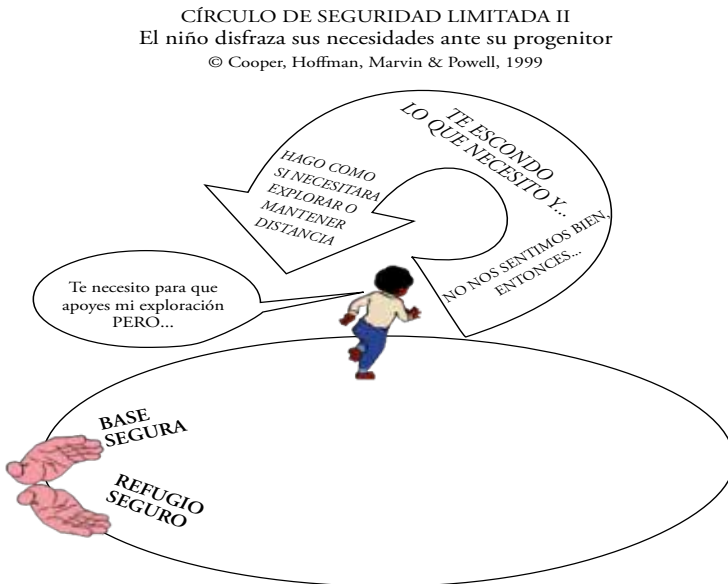 CÍRCULO DE SEGURIDAD LIMITADA II
El niño disfraza sus necesidades ante su progenitor
© Cooper, Hoffman, Marvin & Powell, 1999
TE ESCONDO
LO QUE NECESITO Y...
HAGO COMO
SI NECESITARA
EXPLORAR O
MANTENER
DISTANCIA
NO NOS SENTIMOS BIEN,
ENTONCES...
Te necesito para que
apoyes mi exploración
PERO...
BASE
SEGURA
REFUGIO
SEGURO